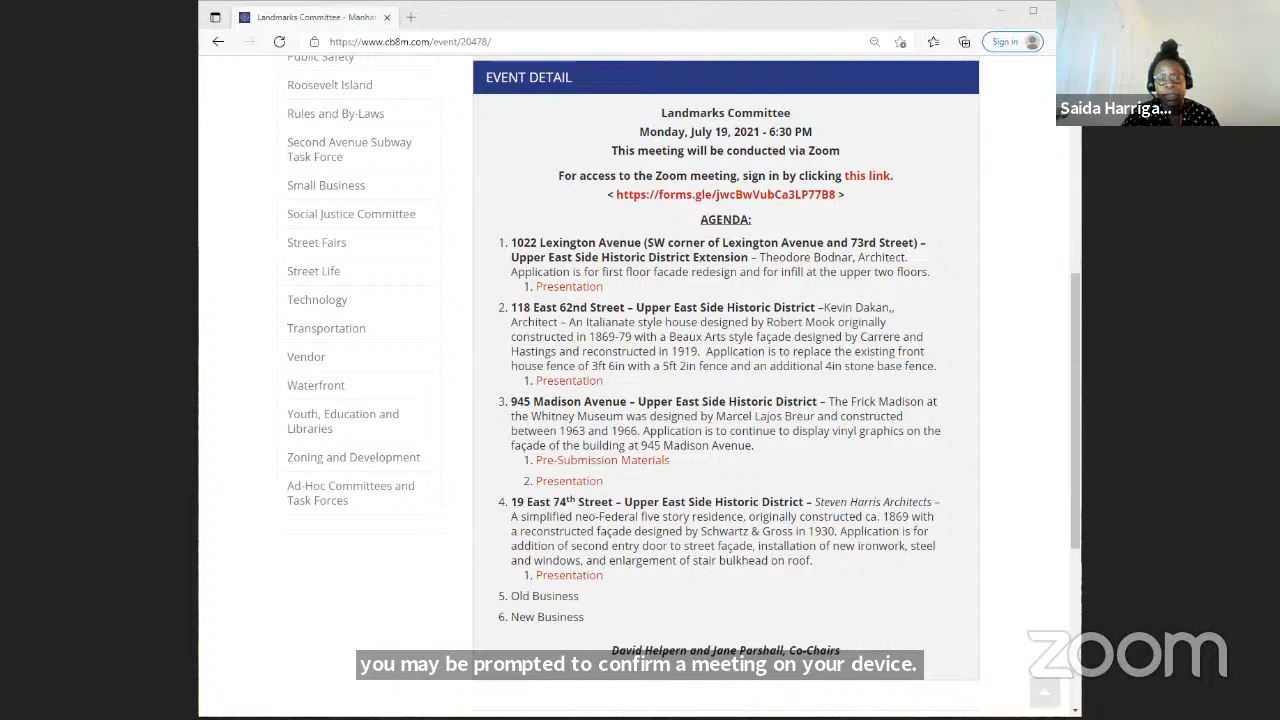 Landmarks Committee - Manha
https://www.cb8m.com/event/20478/
Sign in
Public Safety
Roosevelt Island
Rules and By-Laws
Second Avenue Subway
Task Force
Small Business
Social Justice Committee
Street Fairs
Street Life
Technology
Transportation
Vendor
Waterfront
Youth, Education and
Libraries
Zoning and Development
Ad-Hoc Committees and
Task Forces
EVENT DETAIL
Landmarks Committee
Monday, July 19, 2021 - 6:30 PM
This meeting will be conducted via Zoom
For access to the Zoom meeting, sign in by clicking this link.
< https://forms.gle/jwcBwVubCa3LP77B8 >
AGENDA:
1. 1022 Lexington Avenue (SW corner of Lexington Avenue and 73rd Street) –
Upper East Side Historic District Extension – Theodore Bodnar, Architect.
Application is for first floor facade redesign and for infill at the upper two floors.
1. Presentation
2. 118 East 62nd Street – Upper East Side Historic District –Kevin Dakan,,
Architect – An Italianate style house designed by Robert Mook originally
constructed in 1869-79 with a Beaux Arts style façade designed by Carrere and
Hastings and reconstructed in 1919. Application is to replace the existing front
house fence of 3ft 6in with a 5ft 2in fence and an additional 4in stone base fence.
1. Presentation
3. 945 Madison Avenue – Upper East Side Historic District – The Frick Madison at
the Whitney Museum was designed by Marcel Lajos Breur and constructed
between 1963 and 1966. Application is to continue to display vinyl graphics on the
façade of the building at 945 Madison Avenue.
1. Pre-Submission Materials
2. Presentation
4. 19 East 74th Street – Upper East Side Historic District – Steven Harris Architects –
A simplified neo-Federal five story residence, originally constructed ca. 1869 with
a reconstructed façade designed by Schwartz & Gross in 1930. Application is for
addition of second entry door to street façade, installation of new ironwork, steel
and windows, and enlargement of stair bulkhead on roof.
1. Presentation
5. Old Business
6. New Business
David Helpern and Jane Parshall, Co-Chairs
you may be prompted to confirm a meeting on your device.
Saida Harriga...
zoom